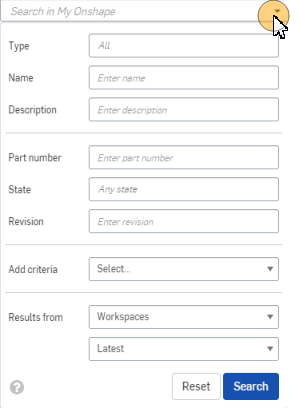 Search in My Onshape
Type All
Name Enter name
Description Enter description
Part number Enter part number
State Any state
Revision Enter revision
Add criteria Select...
Results from Workspaces
Latest
? Reset Search